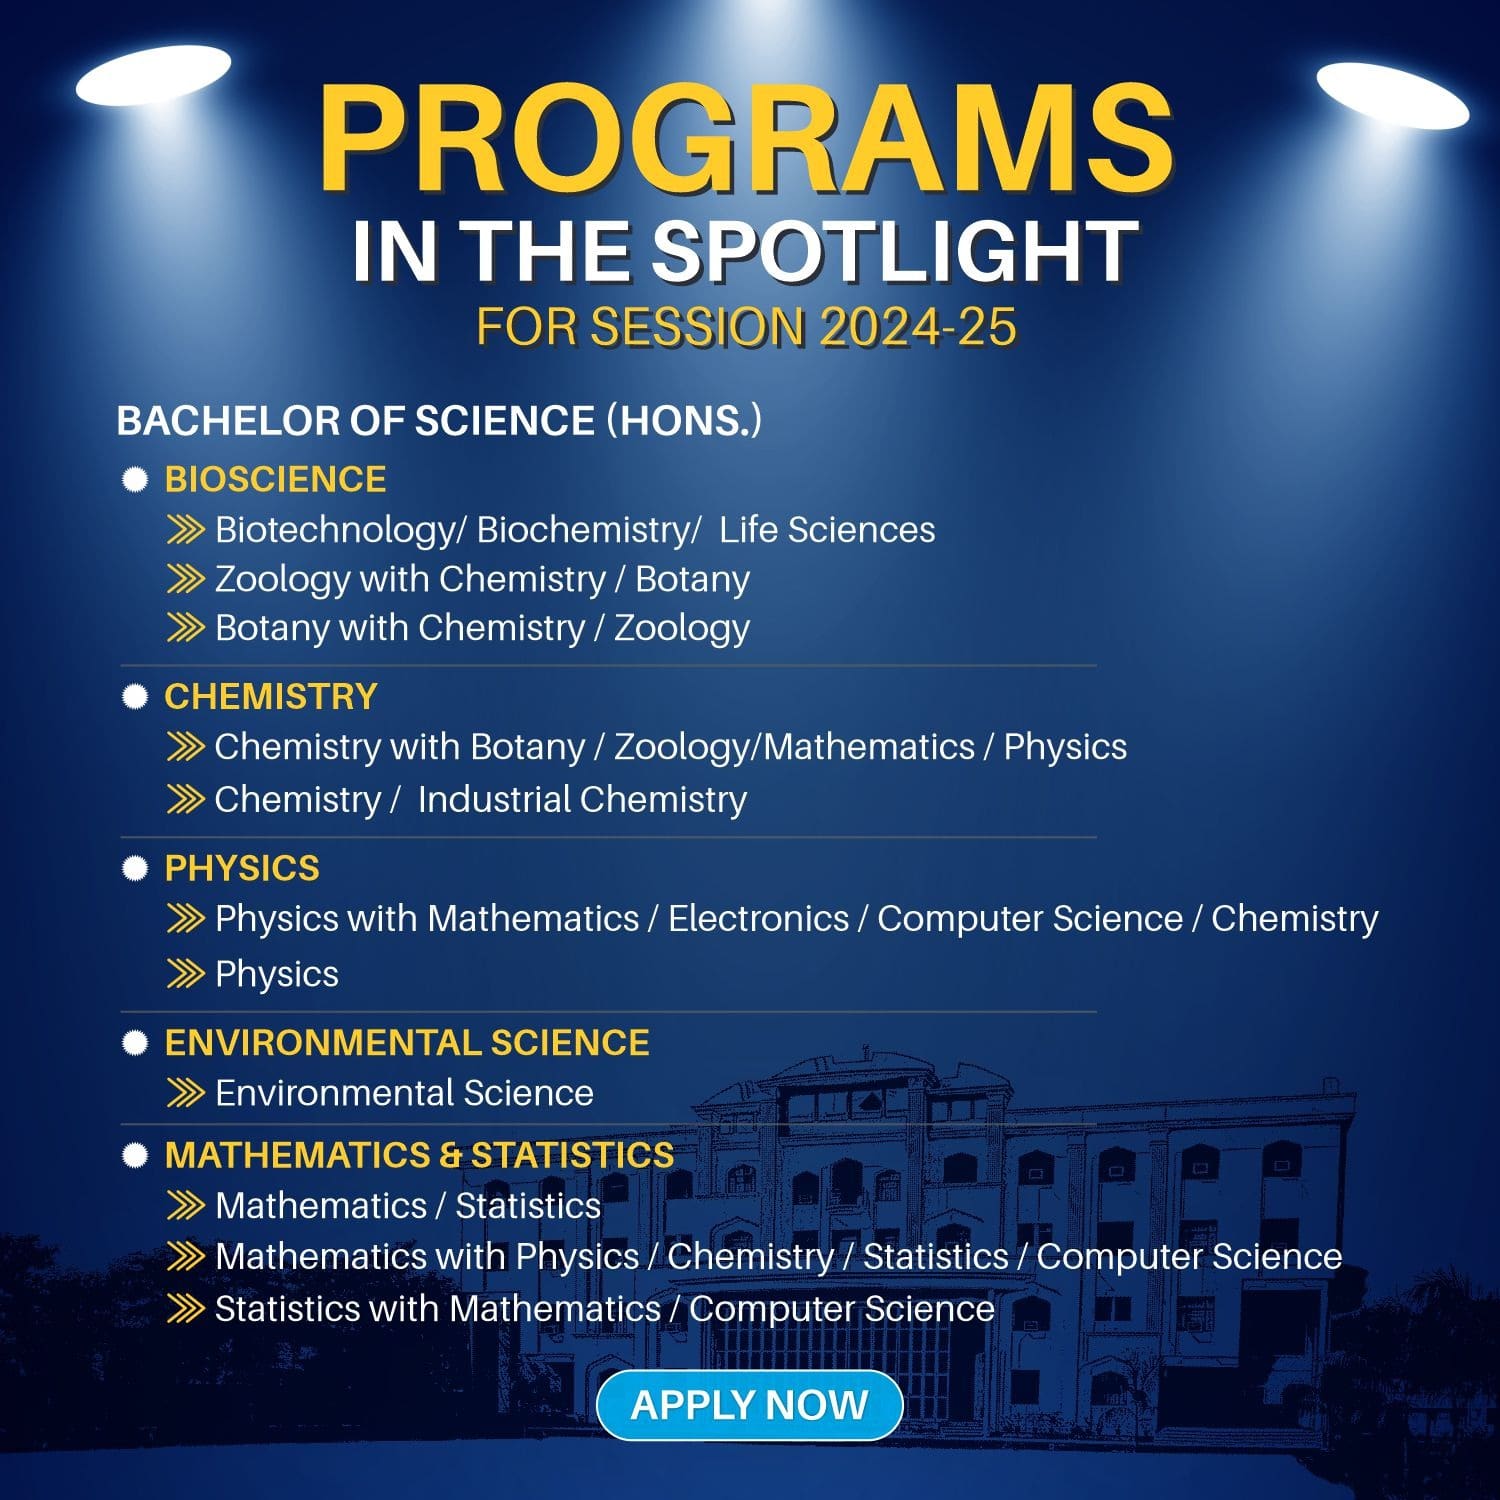 PROGRAMS
IN THE SPOTLIGHT
FOR SESSION 2024-25
BACHELOR OF SCIENCE (HONS.)
BIOSCIENCE
Biotechnology/ Biochemistry/ Life Sciences
Zoology with Chemistry / Botany
Botany with Chemistry / Zoology
CHEMISTRY
Chemistry with Botany / Zoology/Mathematics / Physics
Chemistry / Industrial Chemistry
PHYSICS
Physics with Mathematics / Electronics / Computer Science / Chemistry
Physics
ENVIRONMENTAL SCIENCE
Environmental Science
MATHEMATICS & STATISTICS
Mathematics / Statistics
Mathematics with Physics / Chemistry / Statistics / Computer Science
Statistics with Mathematics / Computer Science
APPLY NOW